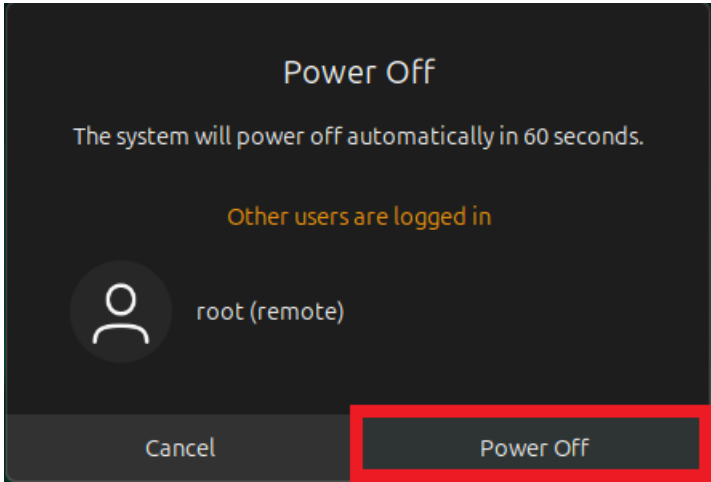 Power Off
The system will power off automatically in 60 seconds.
Other users are logged in
root (remote)
Cancel
Power Off